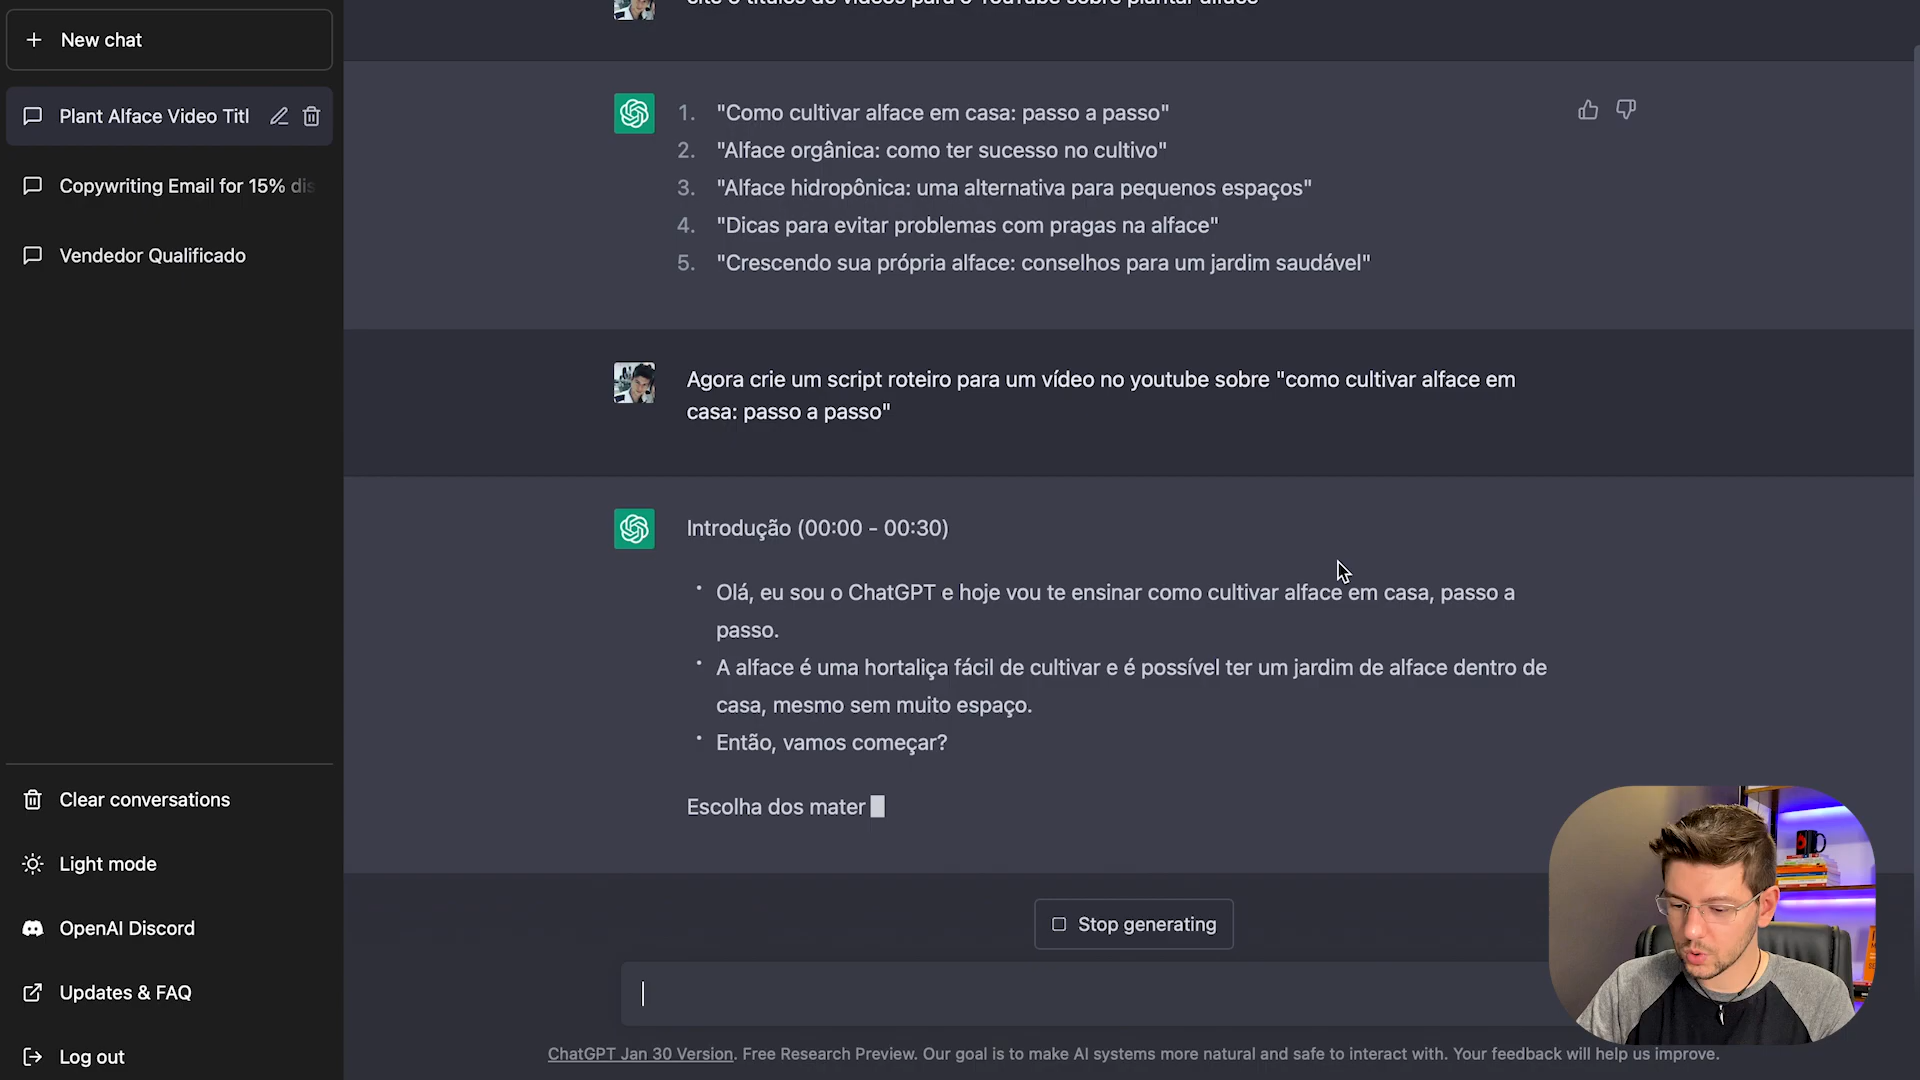 New chat
Plant Alface Video Titl
Copywriting Email for 15% dis
Vendedor Qualificado
Clear conversations
Light mode
OpenAI Discord
Updates & FAQ
Log out
1. "Como cultivar alface em casa: passo a passo"
2. "Alface orgânica: como ter sucesso no cultivo"
3. "Alface hidropônica: uma alternativa para pequenos espaços"
4. "Dicas para evitar problemas com pragas na alface"
5. "Crescendo sua própria alface: conselhos para um jardim saudável"
Agora crie um script roteiro para um vídeo no youtube sobre "como cultivar alface em
casa: passo a passo"
Introdução (00:00 - 00:30)
• Olá, eu sou o ChatGPT e hoje vou te ensinar como cultivar alface em casa, passo a
passo.
• A alface é uma hortaliça fácil de cultivar e é possível ter um jardim de alface dentro de
casa, mesmo sem muito espaço.
• Então, vamos começar?
Escolha dos mater
Stop generating
ChatGPT Jan 30 Version. Free Research Preview. Our goal is to make AI systems more natural and safe to interact with. Your feedback will help us improve.